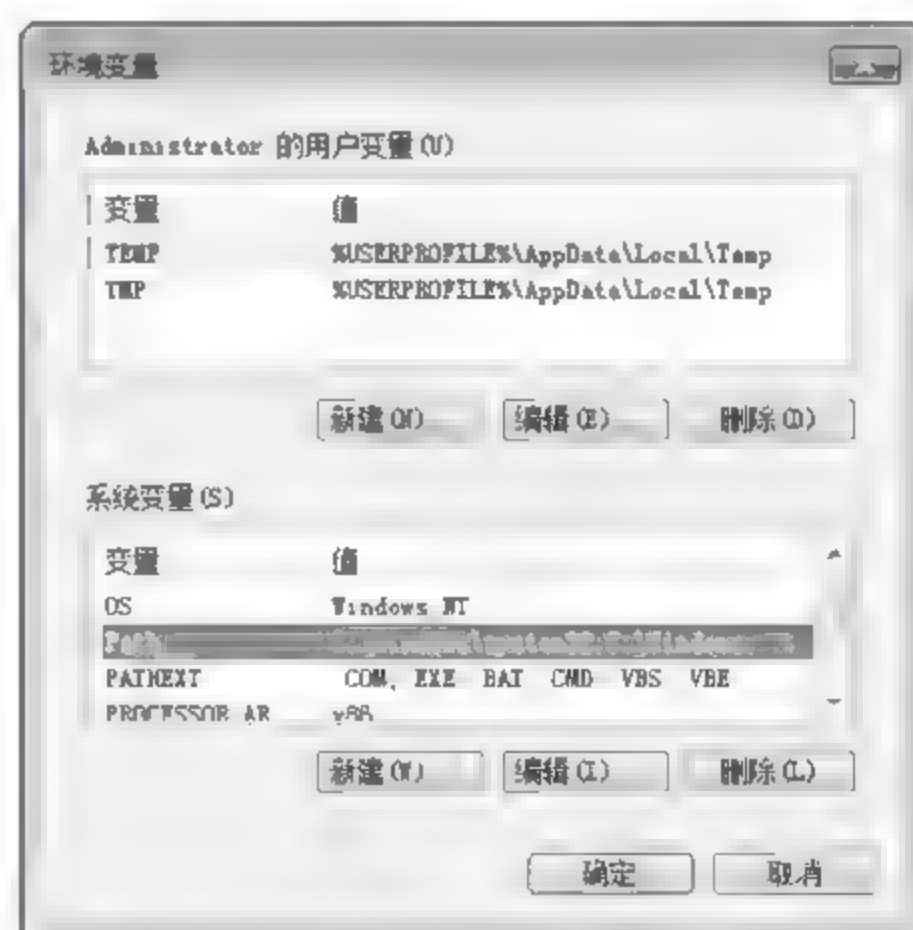 环境变量
Administrator 的用户变量(U)
变量 值
TEMP %USERPROFILE%\AppData\Local\Temp
TMP %USERPROFILE%\AppData\Local\Temp
新建(N) 编辑(E) 删除(D)
系统变量(S)
变量 值
OS Windows NT
Path
PATHEXT COM, EXE BAT CMD VBS VBE
PROCESSOR AR x86
新建(W) 编辑(I) 删除(L)
确定 取消